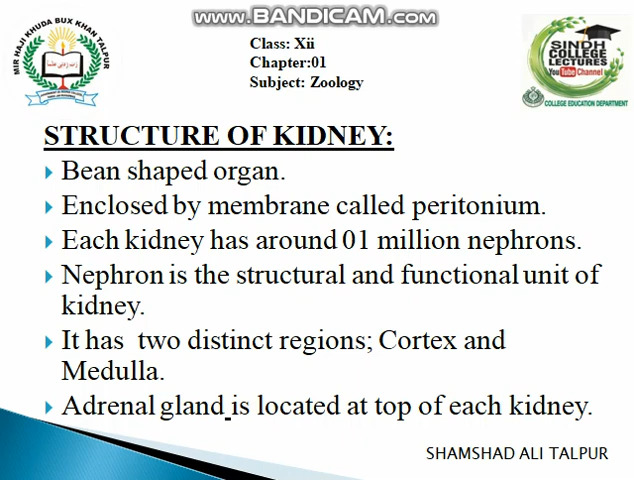 www.BANDICAM.com
MIR HAJI KHUDA BUX KHAN TALPUR
Class: Xii
Chapter:01
Subject: Zoology
SINDH
COLLEGE
LECTURES
YouTube Channel
COLLEGE EDUCATION DEPARTMENT
STRUCTURE OF KIDNEY:
Bean shaped organ.
Enclosed by membrane called peritonium.
Each kidney has around 01 million nephrons.
Nephron is the structural and functional unit of
kidney.
It has two distinct regions; Cortex and
Medulla.
Adrenal gland is located at top of each kidney.
SHAMSHAD ALI TALPUR